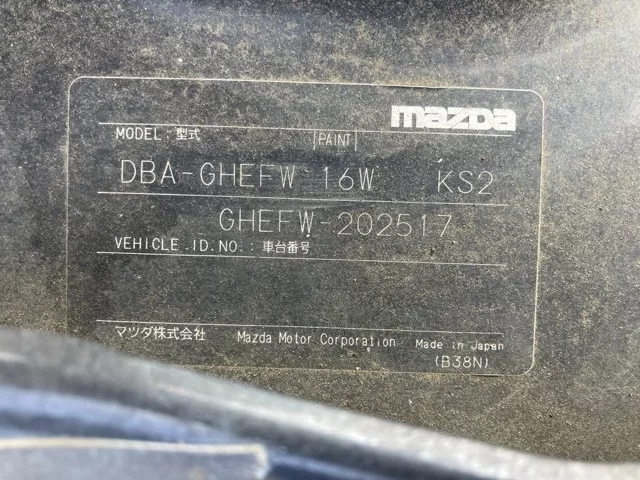 mazda
MODEL:型式 PAINT
DBA-GHEFW 16W KS2
GHEFW-202517
VEHICLE .ID.NO.:車台番号
マツダ株式会社 Mazda Motor Corporation Made in Japan
(B38N)